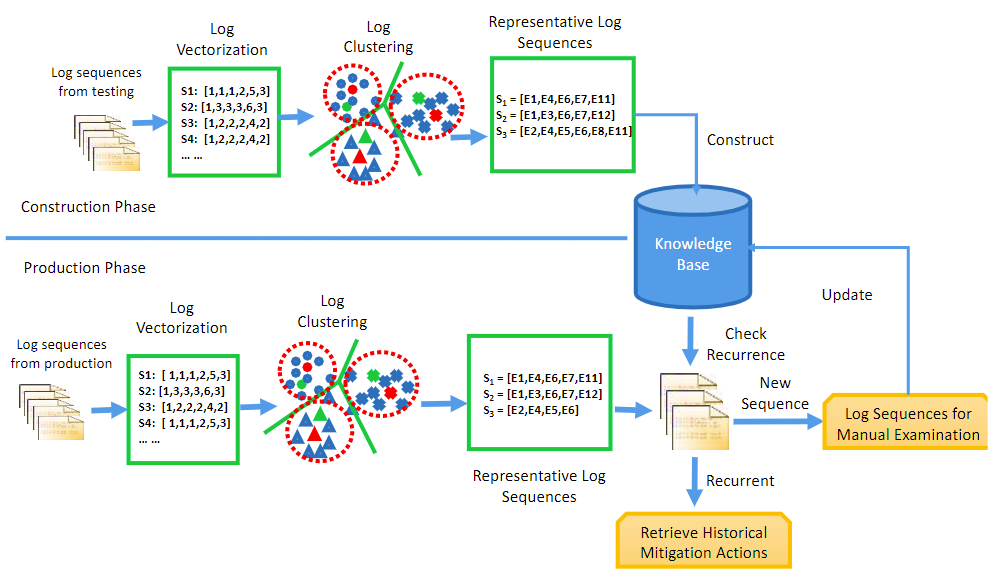 Log
Vectorization
Log
Clustering
Representative Log
Sequences
Log sequences
from testing
S1: [1,1,1,2,5,3]
S2: [1,3,3,3,6,3]
S3: [1,2,2,2,4,2]
S4: [1,2,2,2,4,2]
... ...
S1 = [E1,E4,E6,E7,E11]
S2 = [E1,E3,E6,E7,E12]
S3 = [E2,E4,E5,E6,E8,E11]
Construct
Construction Phase
Knowledge
Base
Production Phase
Update
Log
Vectorization
Log
Clustering
Log sequences
from production
S1: [ 1,1,1,2,5,3]
S2: [1,3,3,3,6,3]
S3: [1,2,2,2,4,2]
S4: [ 1,1,1,2,5,3]
... ...
S1 = [E1,E4,E6,E7,E11]
S2 = [E1,E3,E6,E7,E12]
S3 = [E2,E4,E5,E6]
Representative Log
Sequences
Check
Recurrence
New
Sequence
Log Sequences for
Manual Examination
Recurrent
Retrieve Historical
Mitigation Actions